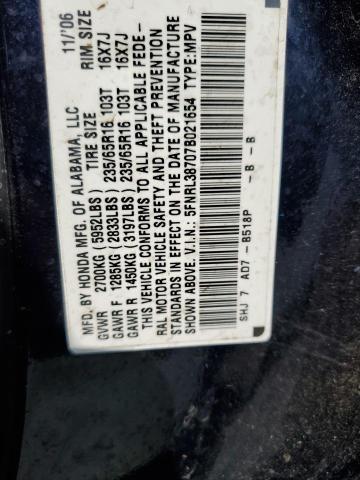 MFD. BY HONDA MFG. OF ALABAMA, LLC 11/'06
TIRE SIZE RIM SIZE
GVWR 2700KG (5952LBS)
GAWR F 1285KG (2833LBS) 235/65R16 103T 16X7J
GAWR R 1450KG (3197LBS) 235/65R16 103T 16X7J
THIS VEHICLE CONFORMS TO ALL APPLICABLE FEDE-
RAL MOTOR VEHICLE SAFETY AND THEFT PREVENTION
STANDARDS IN EFFECT ON THE DATE OF MANUFACTURE
SHOWN ABOVE. V.I.N.: 5FNRL38707B021654 TYPE:MPV
SHJ 7 AD7 - B518P - B - B